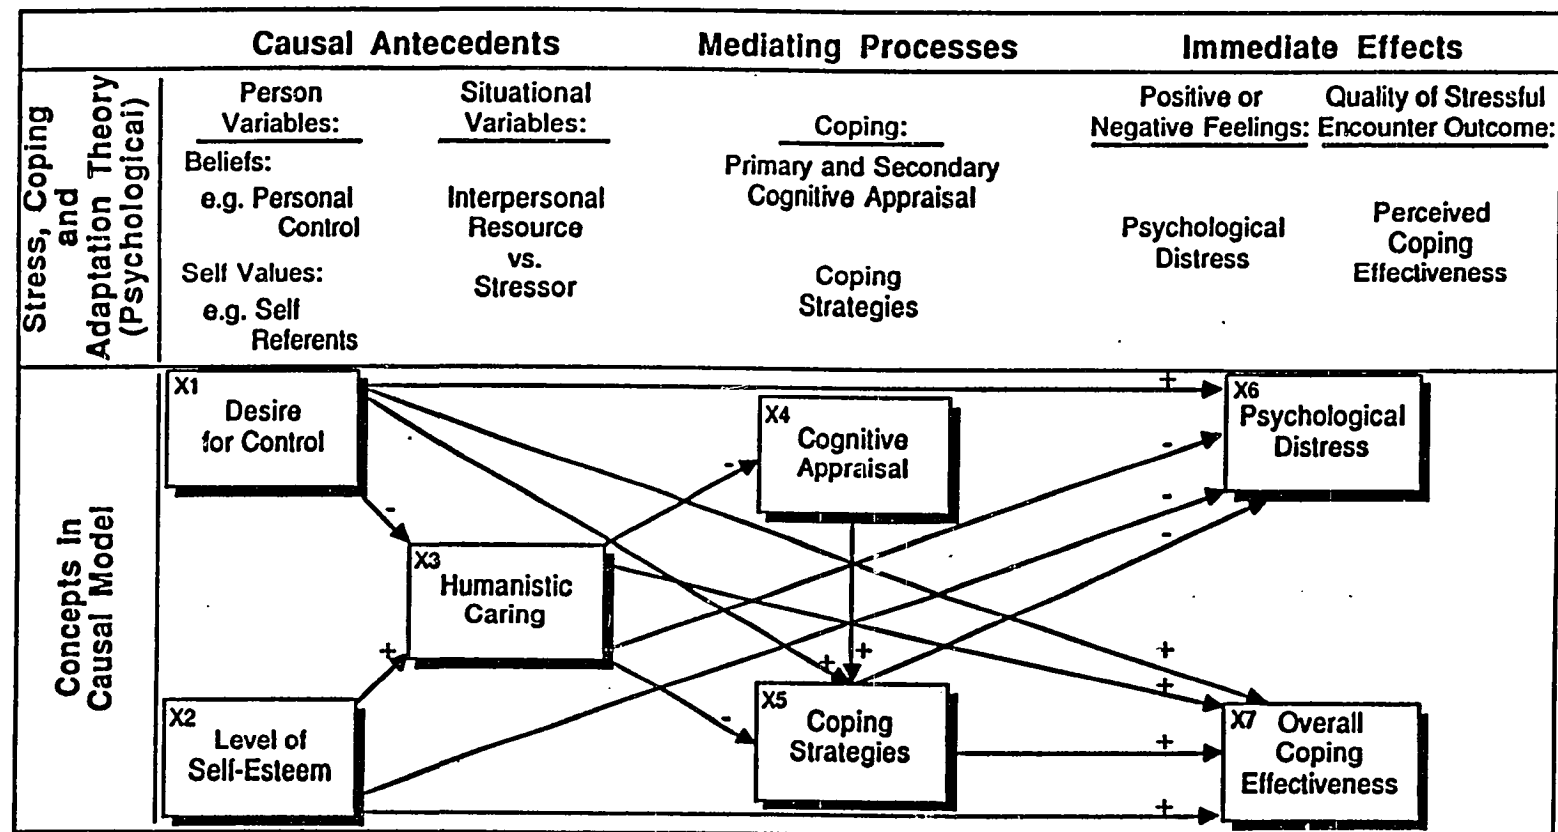 Causal Antecedents
Mediating Processes
Immediate Effects
Stress, Coping
and
Adaptation Theory
(Psychological)
Person
Variables:
Beliefs:
e.g. Personal
Control
Self Values:
e.g. Self
Referents
Situational
Variables:
Interpersonal
Resource
vs.
Stressor
Coping:
Primary and Secondary
Cognitive Appraisal
Coping
Strategies
Positive or
Negative Feelings:
Psychological
Distress
Quality of Stressful
Encounter Outcome:
Perceived
Coping
Effectiveness
Concepts In
Causal Model
X1
Desire
for Control
X2
Level of
Self-Esteem
X3
Humanistic
Caring
X4
Cognitive
Appraisal
X5
Coping
Strategies
X6
Psychological
Distress
X7 Overall
Coping
Effectiveness
+
-
-
-
-
-
+
+
+
-
+
+
+
+